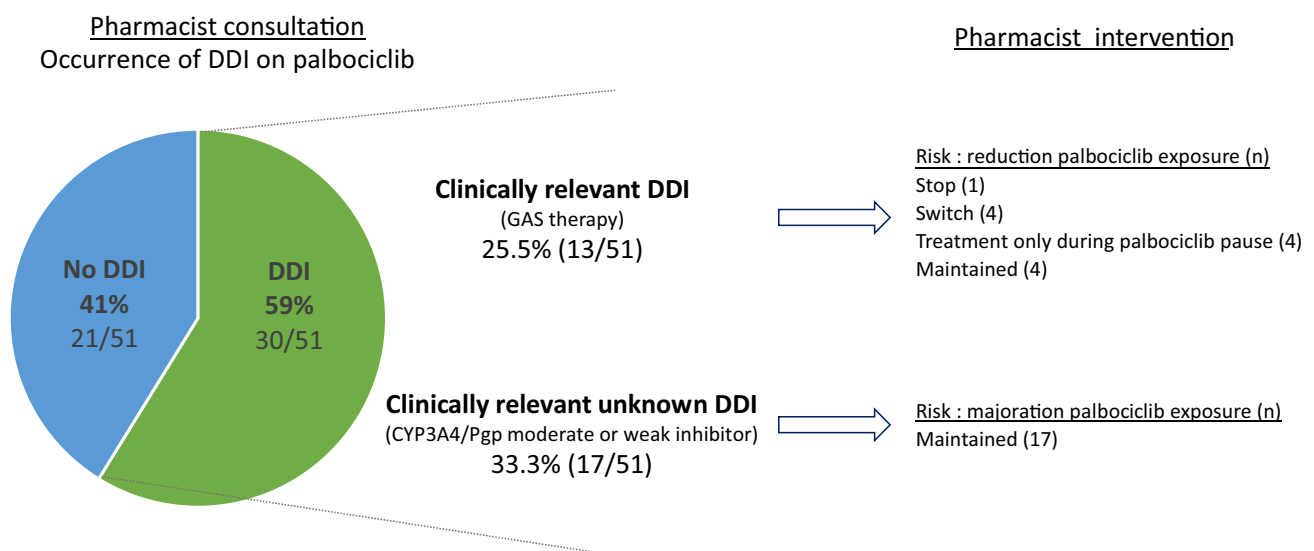 Pharmacist consultation
Occurrence of DDI on palbociclib
No DDI
41%
21/51
DDI
59%
30/51
Clinically relevant DDI
(GAS therapy)
25.5% (13/51)
Clinically relevant unknown DDI
(CYP3A4/Pgp moderate or weak inhibitor)
33.3% (17/51)
Pharmacist intervention
Risk : reduction palbociclib exposure (n)
Stop (1)
Switch (4)
Treatment only during palbociclib pause (4)
Maintained (4)
Risk : majoration palbociclib exposure (n)
Maintained (17)